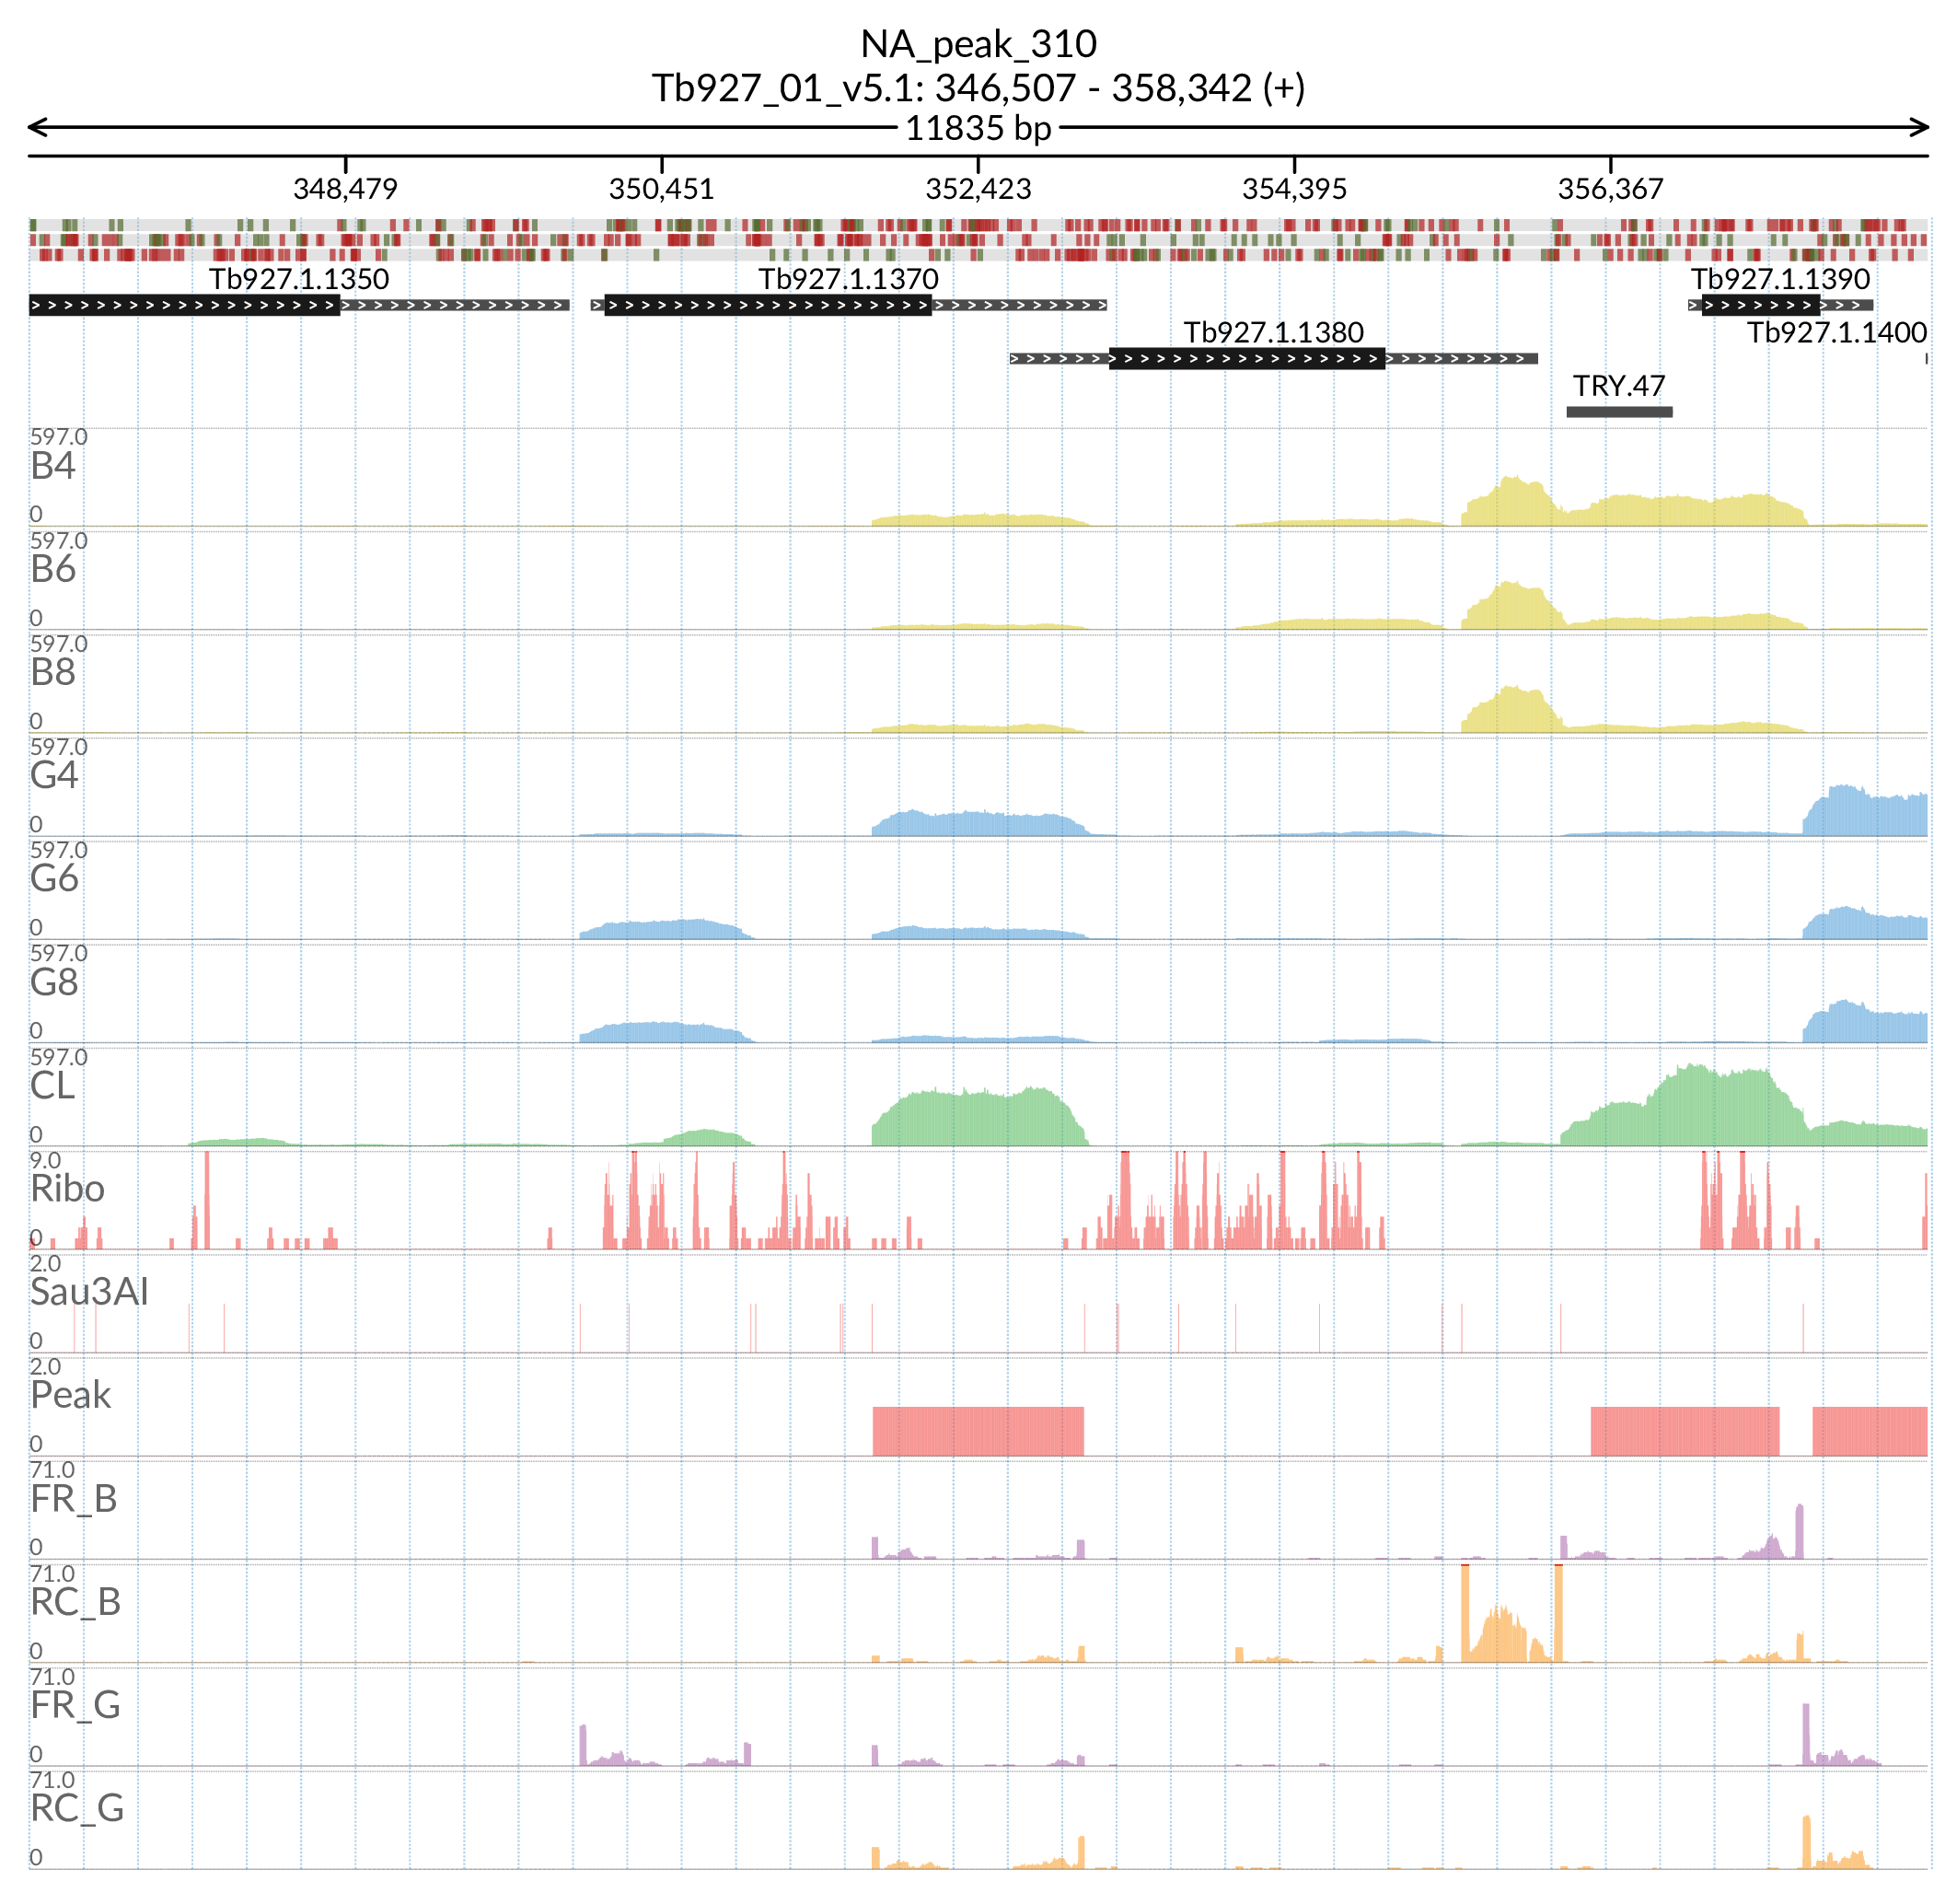 NA_peak_310
Tb927_01_v5.1: 346,507 - 358,342 (+)
11835 bp
348,479 350,451 352,423 354,395 356,367
Tb927.1.1350 Tb927.1.1370 Tb927.1.1390
Tb927.1.1380 Tb927.1.1400
TRY.47
597.0
B4
0
597.0
B6
0
597.0
B8
0
597.0
G4
0
597.0
G6
0
597.0
G8
0
597.0
CL
0
9.0
Ribo
0
2.0
Sau3AI
0
2.0
Peak
0
71.0
FR_B
0
71.0
RC_B
0
71.0
FR_G
0
71.0
RC_G
0